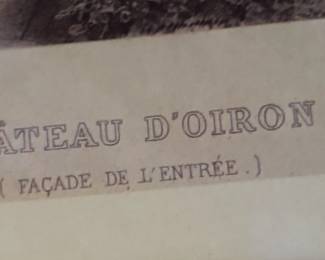 ÂTEAU D'OIRON
( FAÇADE DE L'ENTRÉE . )